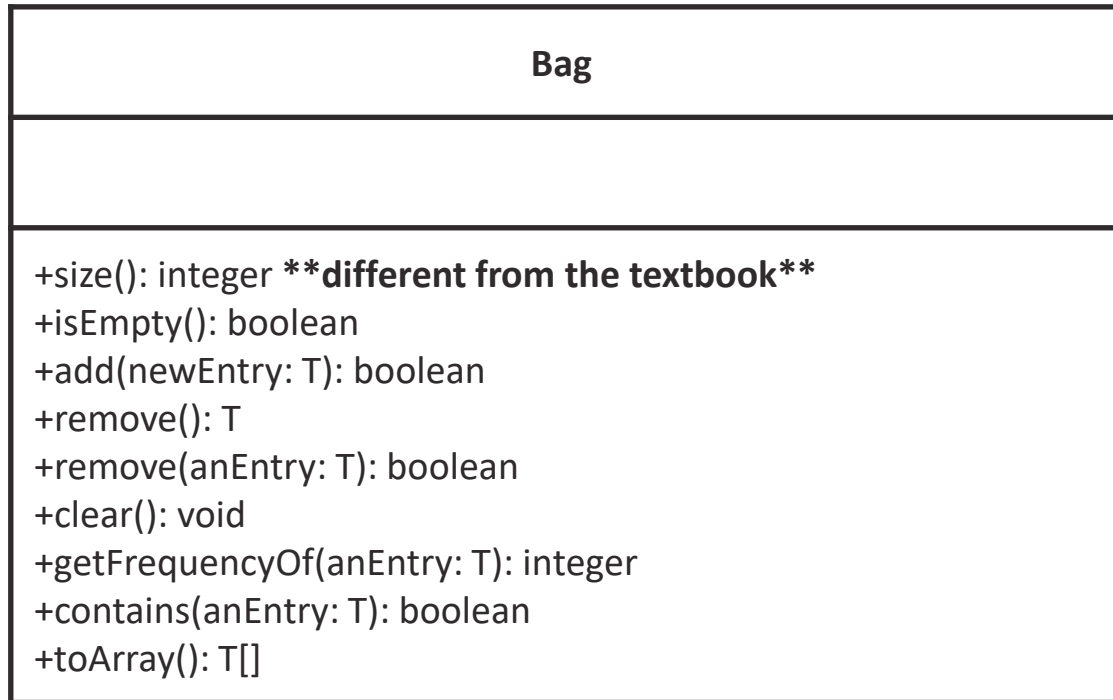 Bag
+size(): integer **different from the textbook**
+isEmpty(): boolean
+add(newEntry: T): boolean
+remove(): T
+remove(anEntry: T): boolean
+clear(): void
+getFrequencyOf(anEntry: T): integer
+contains(anEntry: T): boolean
+toArray(): T[]